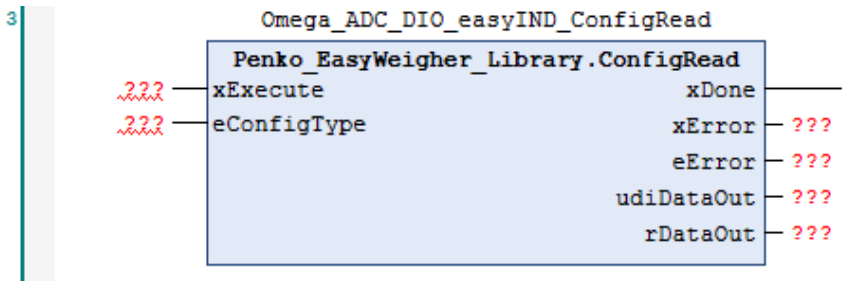 3
Omega_ADC_DIO_easyIND_ConfigRead
Penko_EasyWeigher_Library.ConfigRead
??? xExecute xDone
??? eConfigType xError ???
eError ???
udiDataOut ???
rDataOut ???